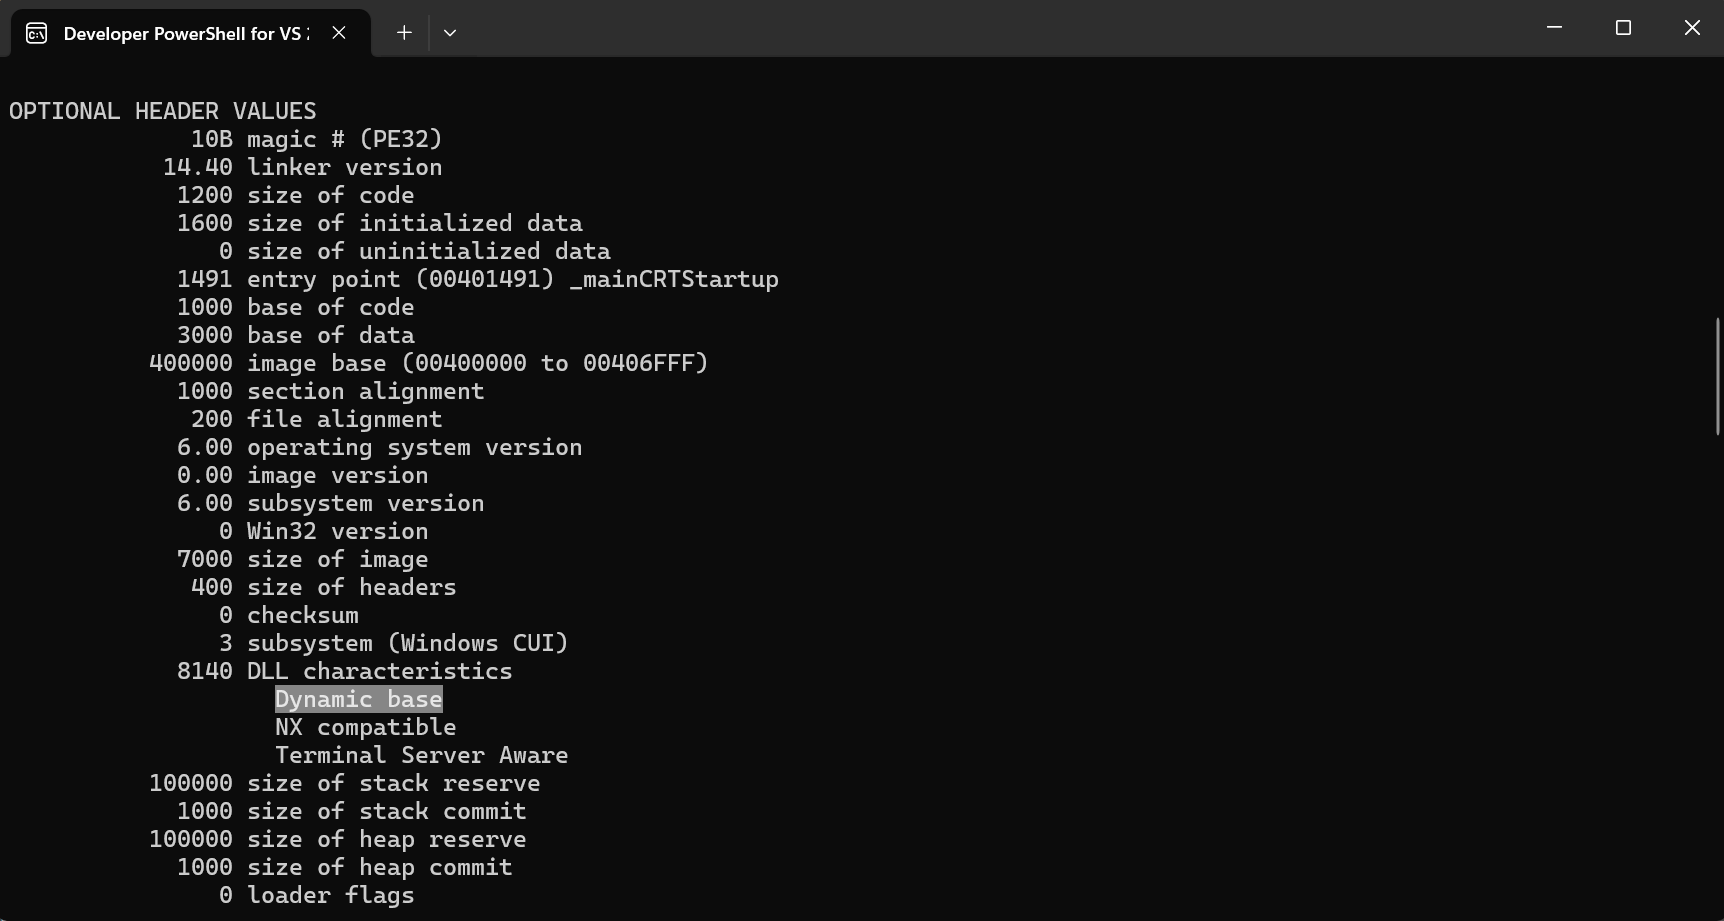 Developer PowerShell for VS 2
OPTIONAL HEADER VALUES
10B magic # (PE32)
14.40 linker version
1200 size of code
1600 size of initialized data
0 size of uninitialized data
1491 entry point (00401491) _mainCRTStartup
1000 base of code
3000 base of data
400000 image base (00400000 to 00406FFF)
1000 section alignment
200 file alignment
6.00 operating system version
0.00 image version
6.00 subsystem version
0 Win32 version
7000 size of image
400 size of headers
0 checksum
3 subsystem (Windows CUI)
8140 DLL characteristics
Dynamic base
NX compatible
Terminal Server Aware
100000 size of stack reserve
1000 size of stack commit
100000 size of heap reserve
1000 size of heap commit
0 loader flags